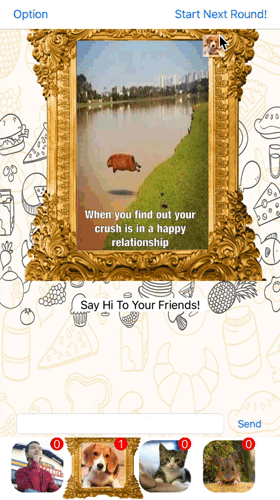 Option
Start Next Round!
When you find out your
crush is in a happy
relationship
Say Hi To Your Friends!
Send
0
1
0
0